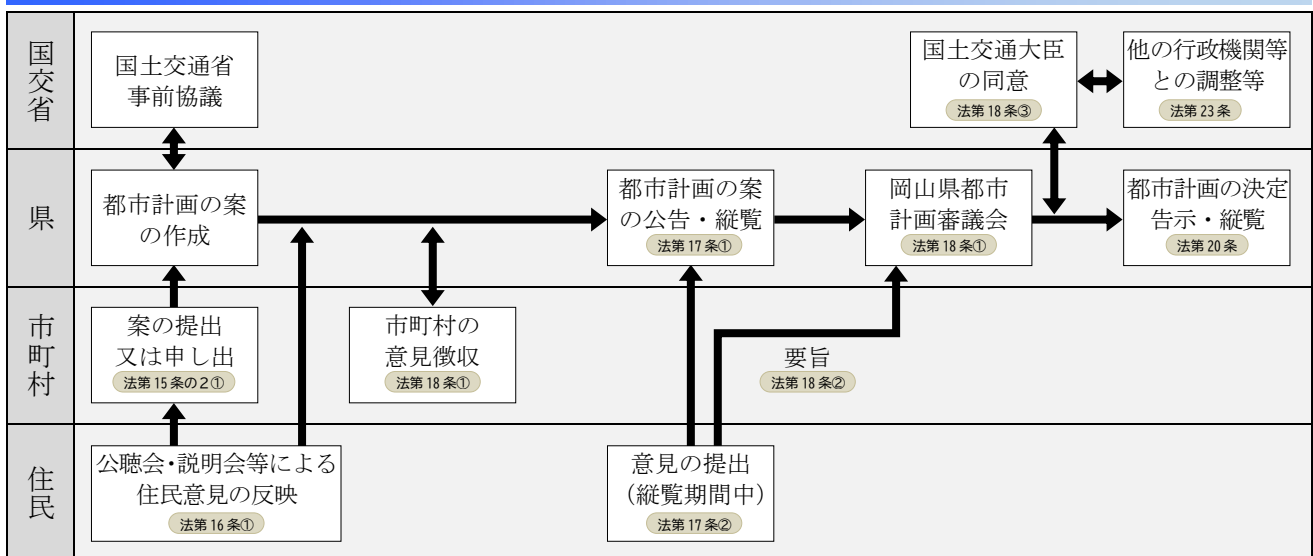 国交省
国土交通省
事前協議
国土交通大臣
の同意
法第18条③
他の行政機関等
との調整等
法第23条
県
都市計画の案
の作成
都市計画の案
の公告・縦覧
法第17条①
岡山県都市
計画審議会
法第18条①
都市計画の決定
告示・縦覧
法第20条
市町村
案の提出
又は申し出
法第15条の2①
市町村の
意見徴収
法第18条①
要旨
法第18条②
住民
公聴会・説明会等による
住民意見の反映
法第16条①
意見の提出
（縦覧期間中）
法第17条②